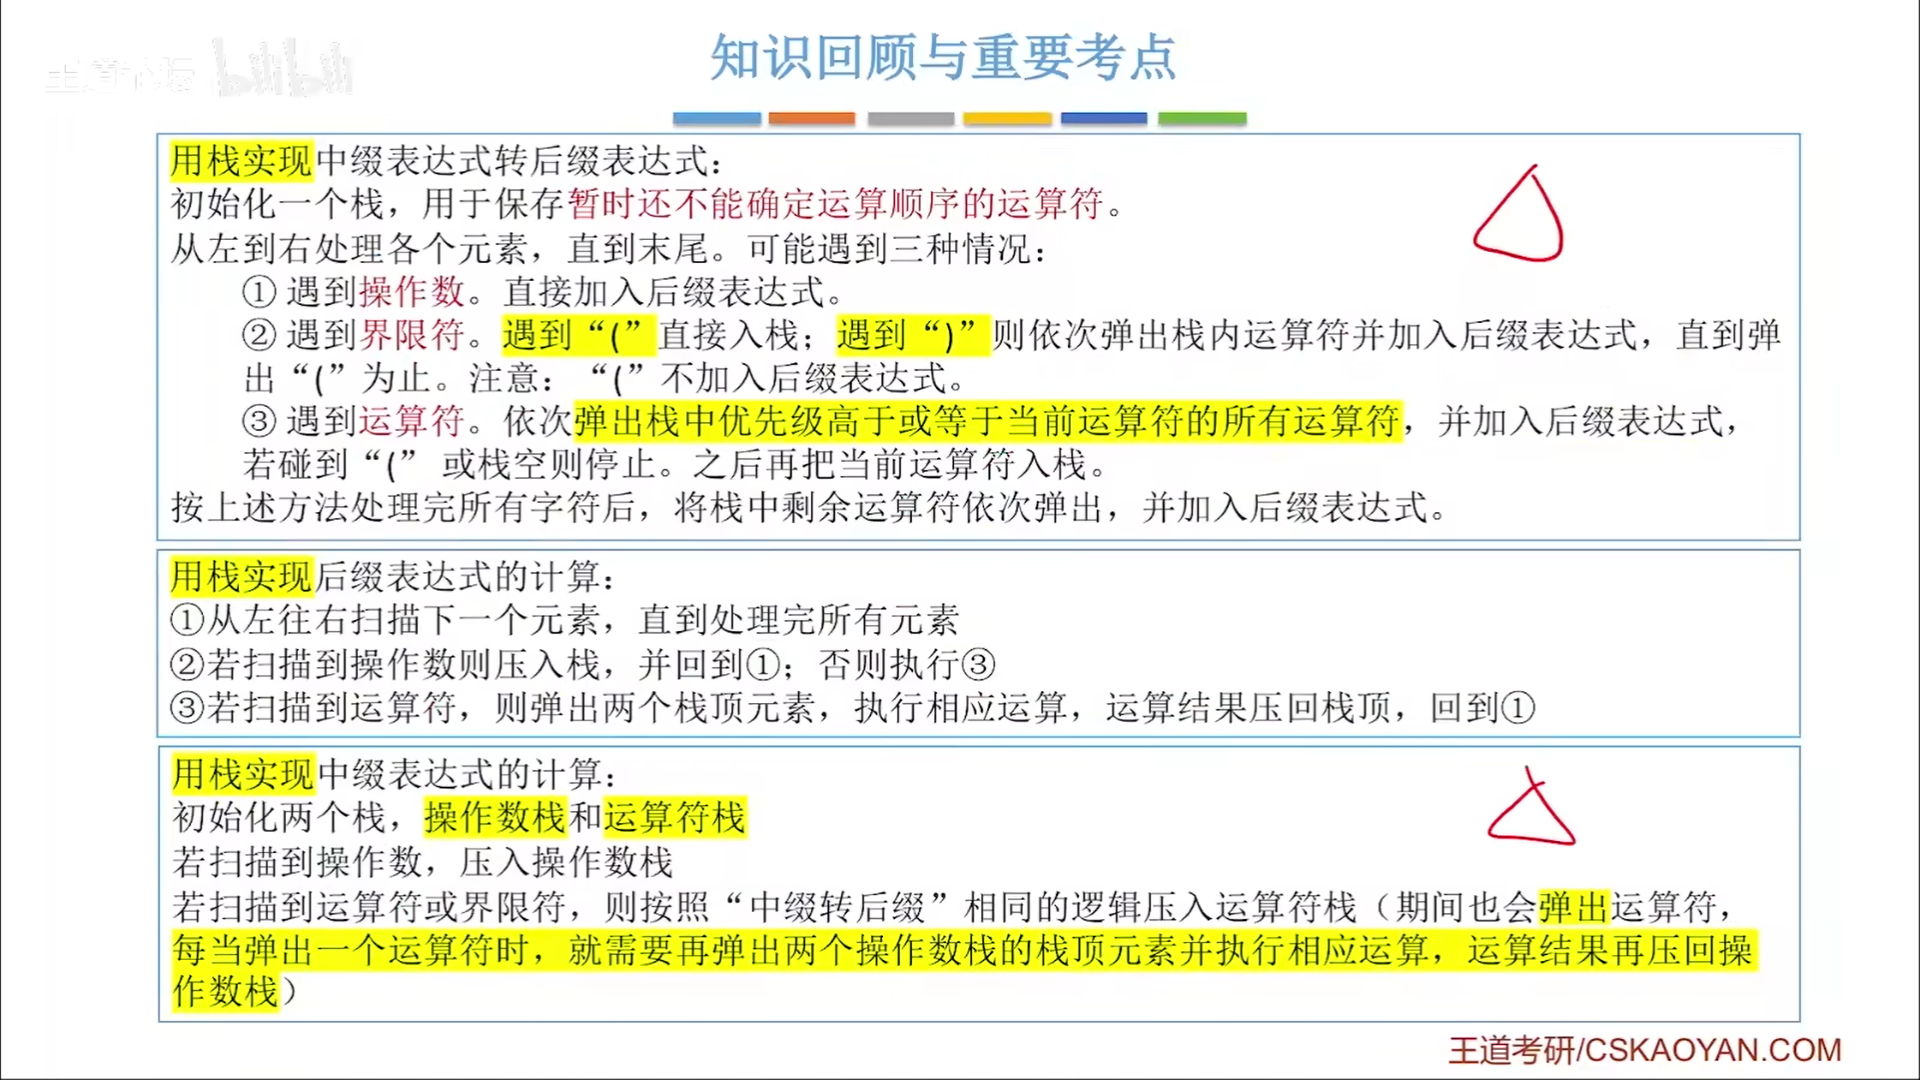 王道论坛 bilibili
知识回顾与重要考点
用栈实现中缀表达式转后缀表达式：
初始化一个栈，用于保存暂时还不能确定运算顺序的运算符。
从左到右处理各个元素，直到末尾。可能遇到三种情况：
① 遇到操作数。直接加入后缀表达式。
② 遇到界限符。遇到“(”直接入栈；遇到“)”则依次弹出栈内运算符并加入后缀表达式，直到弹
出“(”为止。注意：“(”不加入后缀表达式。
③ 遇到运算符。依次弹出栈中优先级高于或等于当前运算符的所有运算符，并加入后缀表达式，
若碰到“(” 或栈空则停止。之后再把当前运算符入栈。
按上述方法处理完所有字符后，将栈中剩余运算符依次弹出，并加入后缀表达式。
用栈实现后缀表达式的计算：
①从左往右扫描下一个元素，直到处理完所有元素
②若扫描到操作数则压入栈，并回到①；否则执行③
③若扫描到运算符，则弹出两个栈顶元素，执行相应运算，运算结果压回栈顶，回到①
用栈实现中缀表达式的计算：
初始化两个栈，操作数栈和运算符栈
若扫描到操作数，压入操作数栈
若扫描到运算符或界限符，则按照“中缀转后缀”相同的逻辑压入运算符栈（期间也会弹出运算符，
每当弹出一个运算符时，就需要再弹出两个操作数栈的栈顶元素并执行相应运算，运算结果再压回操
作数栈）
王道考研/CSKAOYAN.COM